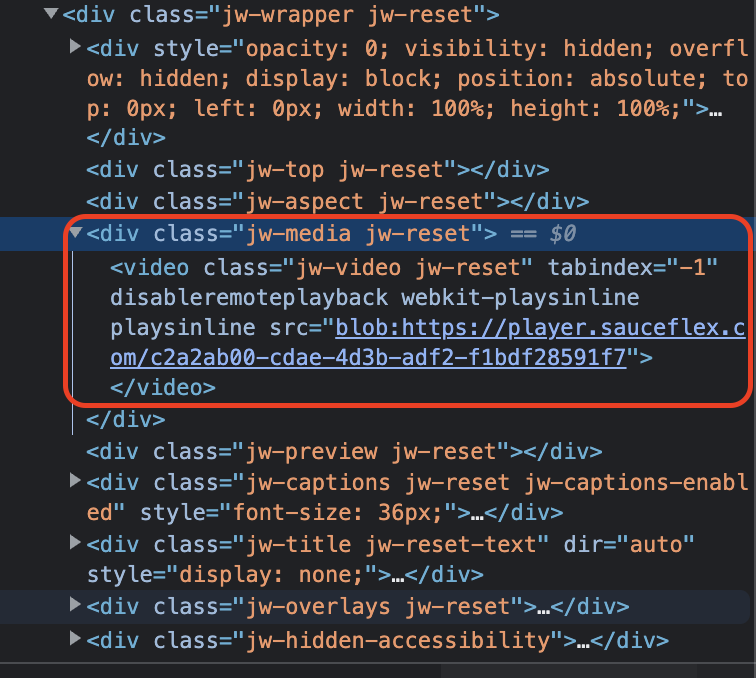 ▼<div class="jw-wrapper jw-reset">
▶<div style="opacity: 0; visibility: hidden; overfl
ow: hidden; display: block; position: absolute; to
p: 0px; left: 0px; width: 100%; height: 100%;">…
</div>
<div class="jw-top jw-reset"></div>
<div class="jw-aspect jw-reset"></div>
▼<div class="jw-media jw-reset"> == $0
<video class="jw-video jw-reset" tabindex="-1"
disableremoteplayback webkit-playsinline
playsinline src="blob:https://player.sauceflex.c
om/c2a2ab00-cdae-4d3b-adf2-f1bdf28591f7">
</video>
</div>
<div class="jw-preview jw-reset"></div>
▶<div class="jw-captions jw-reset jw-captions-enabl
ed" style="font-size: 36px;">…</div>
▶<div class="jw-title jw-reset-text" dir="auto"
style="display: none;">…</div>
▶<div class="jw-overlays jw-reset">…</div>
▶<div class="jw-hidden-accessibility">…</div>